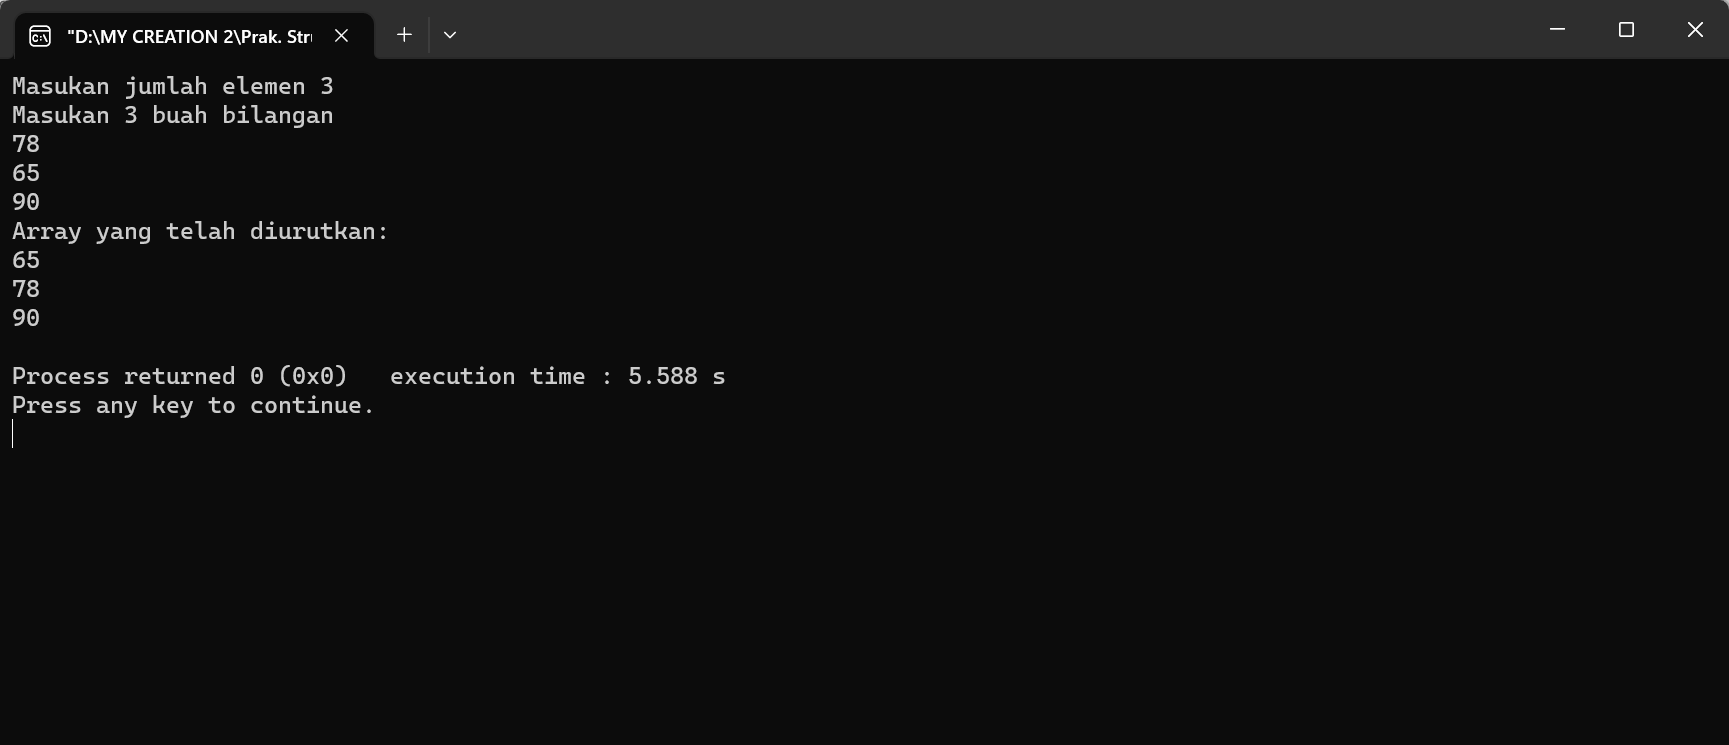 "D:\MY CREATION 2\Prak. Stru
Masukan jumlah elemen 3
Masukan 3 buah bilangan
78
65
90
Array yang telah diurutkan:
65
78
90
Process returned 0 (0x0)   execution time : 5.588 s
Press any key to continue.